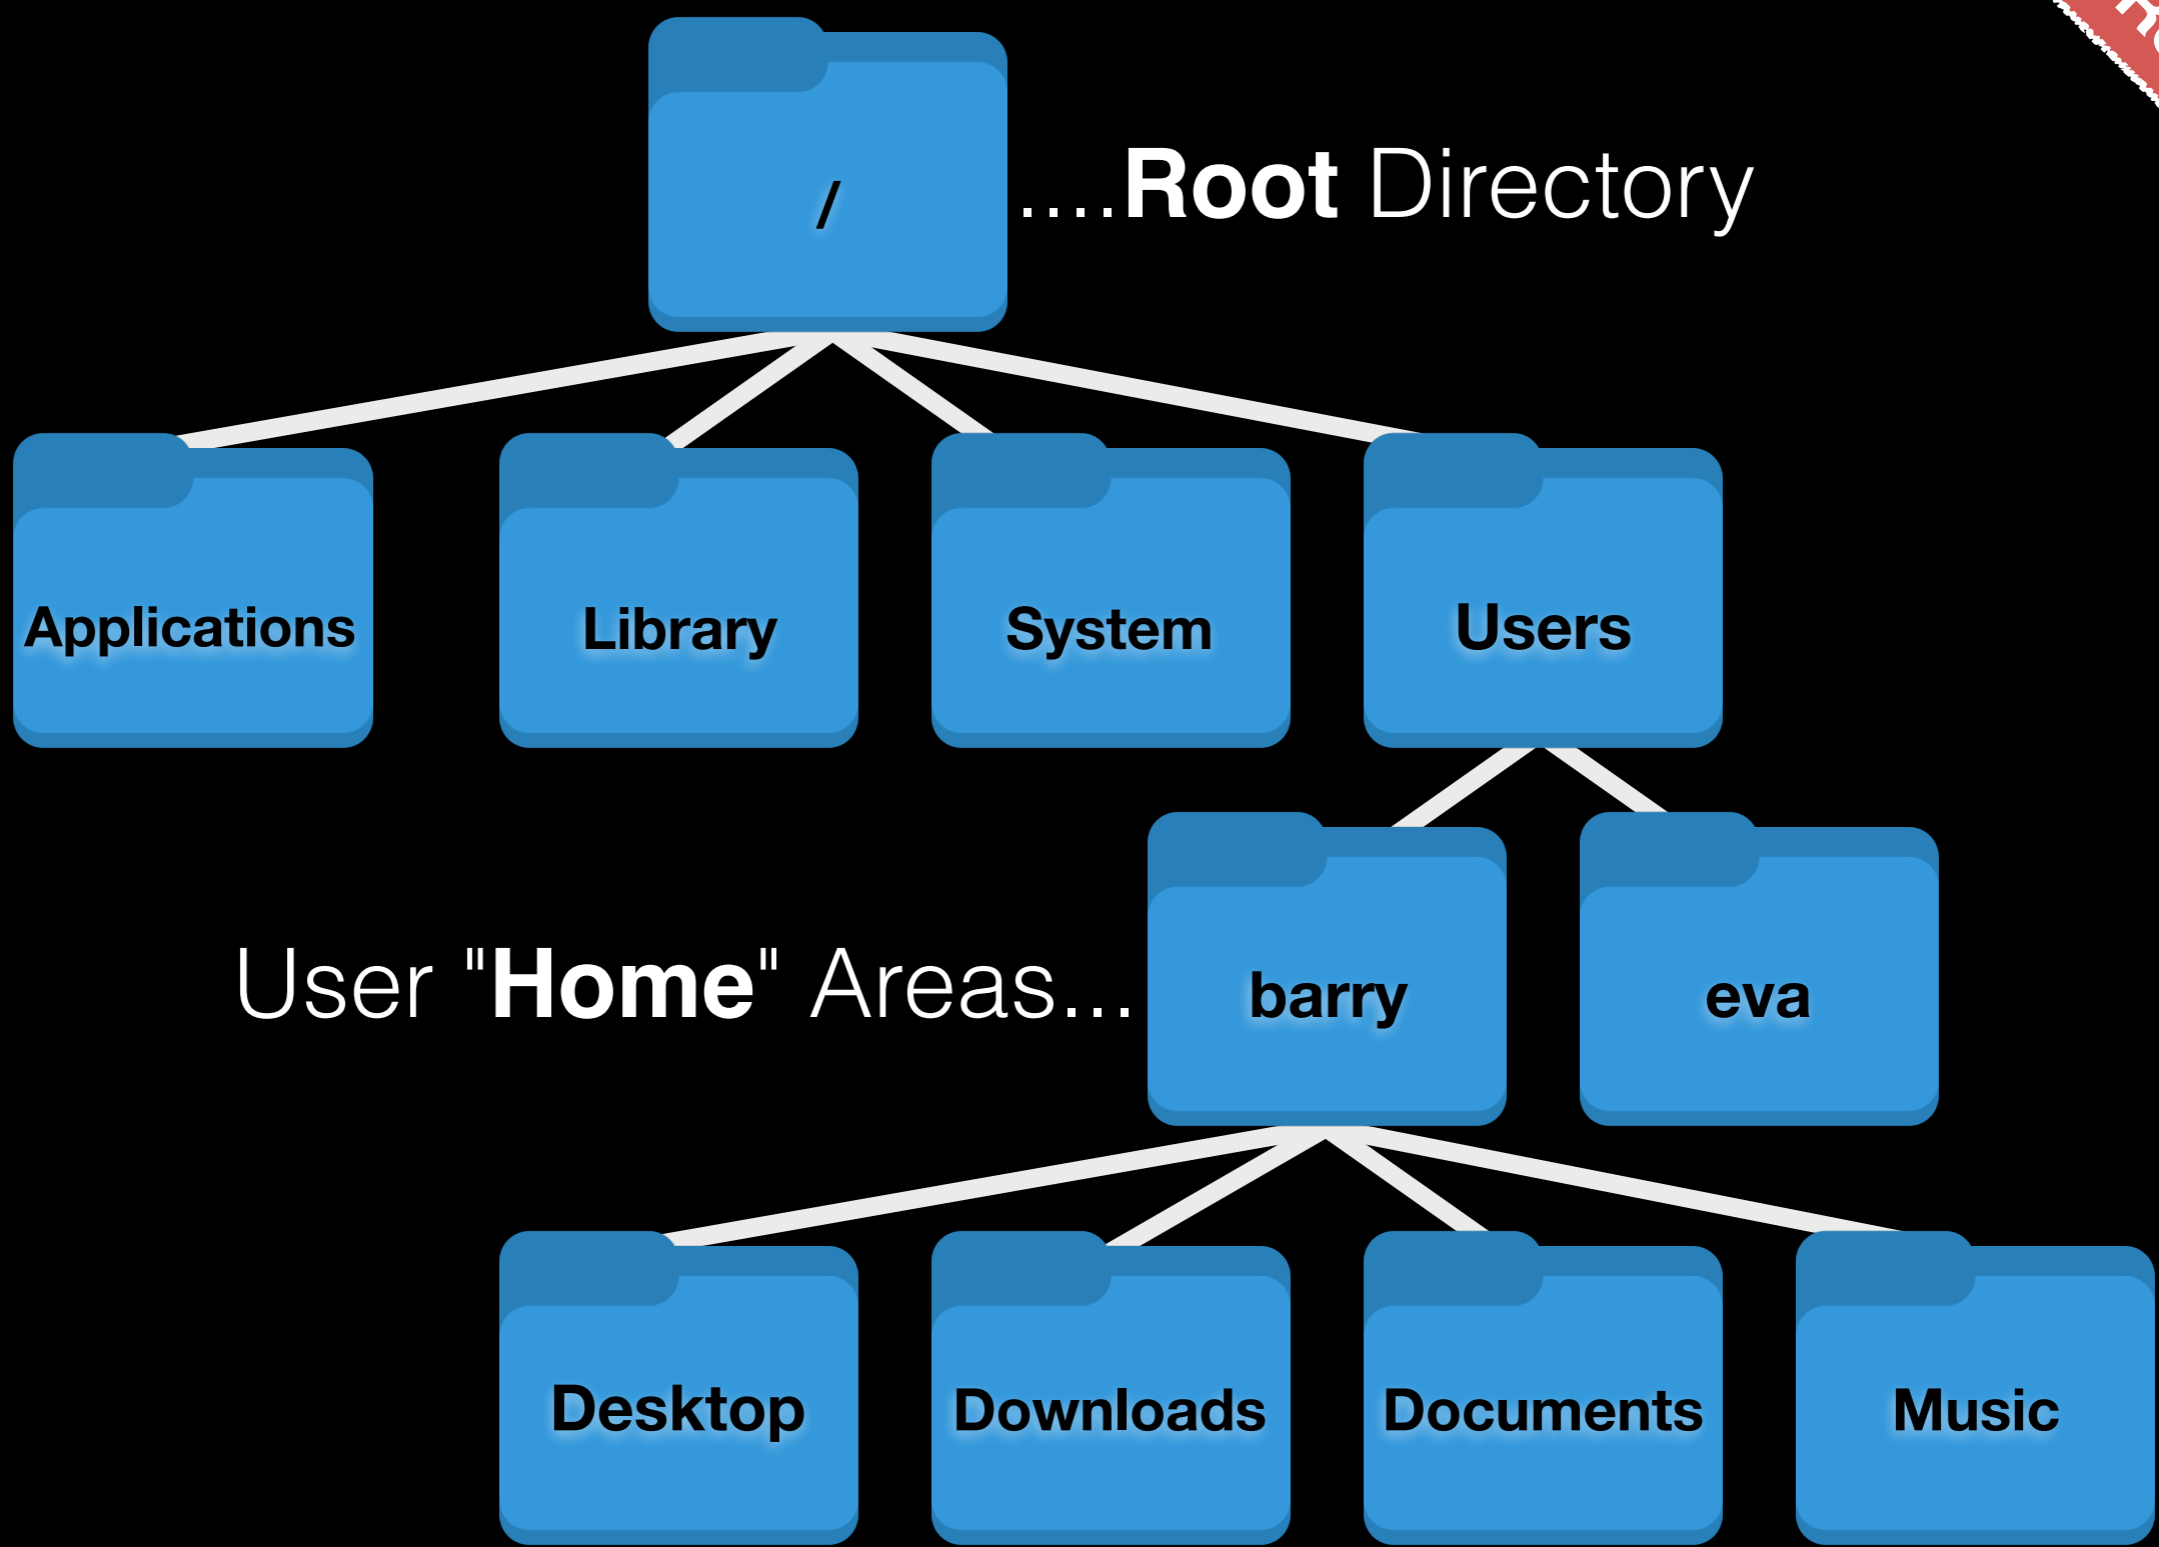 /
....Root Directory
Applications
Library
System
Users
User "Home" Areas...
barry
eva
Desktop
Downloads
Documents
Music